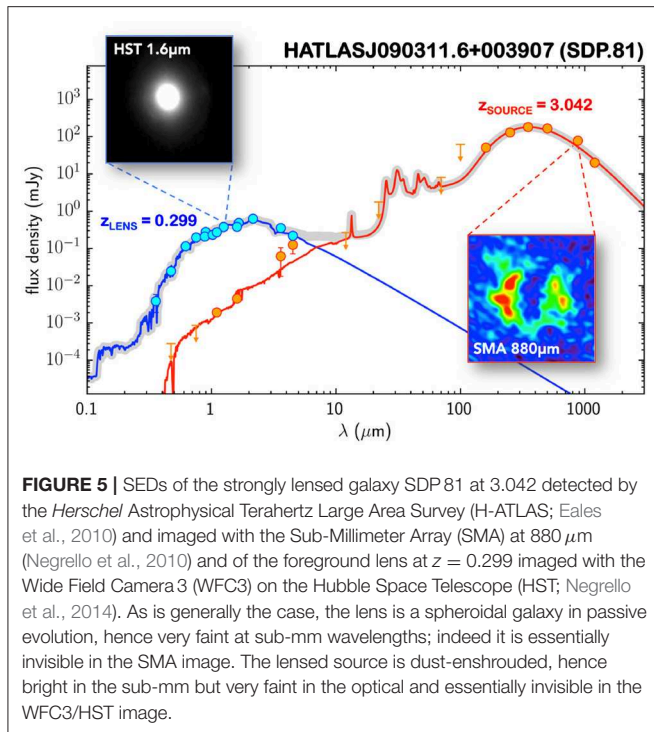 HATLASJ090311.6+003907 (SDP.81)
HST 1.6μm
z_SOURCE = 3.042
z_LENS = 0.299
SMA 880μm
flux density (mJy)
10³
10²
10¹
10⁰
10⁻¹
10⁻²
10⁻³
10⁻⁴
0.1 1 10 100 1000
λ (μm)
FIGURE 5 | SEDs of the strongly lensed galaxy SDP 81 at 3.042 detected by
the Herschel Astrophysical Terahertz Large Area Survey (H-ATLAS; Eales
et al., 2010) and imaged with the Sub-Millimeter Array (SMA) at 880 μm
(Negrello et al., 2010) and of the foreground lens at z = 0.299 imaged with the
Wide Field Camera 3 (WFC3) on the Hubble Space Telescope (HST; Negrello
et al., 2014). As is generally the case, the lens is a spheroidal galaxy in passive
evolution, hence very faint at sub-mm wavelengths; indeed it is essentially
invisible in the SMA image. The lensed source is dust-enshrouded, hence
bright in the sub-mm but very faint in the optical and essentially invisible in the
WFC3/HST image.